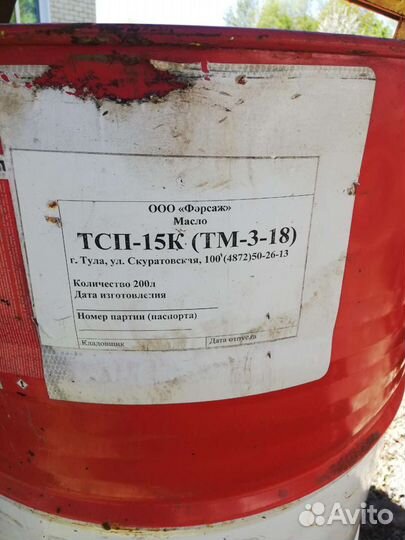 ООО «Фэрсаж»
Масло
ТСП-15К (ТМ-3-18)
г. Тула, ул. Скуратовская, 100 (4872)50-26-13
Количество 200л
Дата изготовления
Номер партии (паспорта)
Кладовщик Дата отпуска
Avito